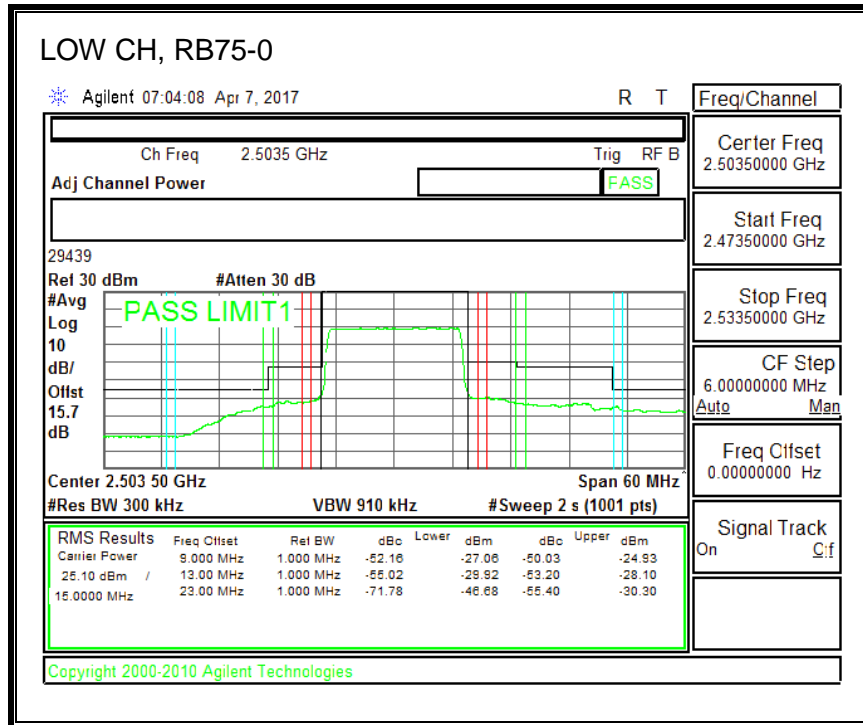 LOW CH, RB75-0
Agilent 07:04:08 Apr 7, 2017 R T
Freq/Channel
Ch Freq 2.5035 GHz Trig RF B
Adj Channel Power PASS
Center Freq
2.50350000 GHz
Start Freq
2.47350000 GHz
Stop Freq
2.53350000 GHz
CF Step
6.00000000 MHz
Auto Man
Freq Offset
0.00000000 Hz
Signal Track
On Off
29439
Ref 30 dBm #Atten 30 dB
#Avg
Log
10
dB/
Offst
15.7
dB
PASS LIMIT1
Center 2.503 50 GHz Span 60 MHz
#Res BW 300 kHz VBW 910 kHz #Sweep 2 s (1001 pts)
RMS Results Freq Offset Ref BW dBc Lower dBm dBc Upper dBm
Carrier Power 9.000 MHz 1.000 MHz -52.16 -27.06 -50.03 -24.93
25.10 dBm / 13.00 MHz 1.000 MHz -55.02 -29.92 -53.20 -28.10
15.0000 MHz 23.00 MHz 1.000 MHz -71.78 -46.68 -55.40 -30.30
Copyright 2000-2010 Agilent Technologies